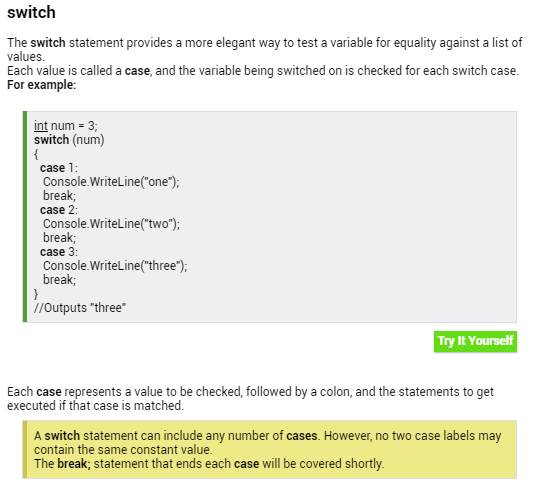 switch
The switch statement provides a more elegant way to test a variable for equality against a list of
values.
Each value is called a case, and the variable being switched on is checked for each switch case.
For example:
int num = 3;
switch (num)
{
case 1:
Console.WriteLine("one");
break;
case 2:
Console.WriteLine("two");
break;
case 3:
Console.WriteLine("three");
break;
}
//Outputs "three"
Try It Yourself
Each case represents a value to be checked, followed by a colon, and the statements to get
executed if that case is matched.
A switch statement can include any number of cases. However, no two case labels may
contain the same constant value.
The break; statement that ends each case will be covered shortly.